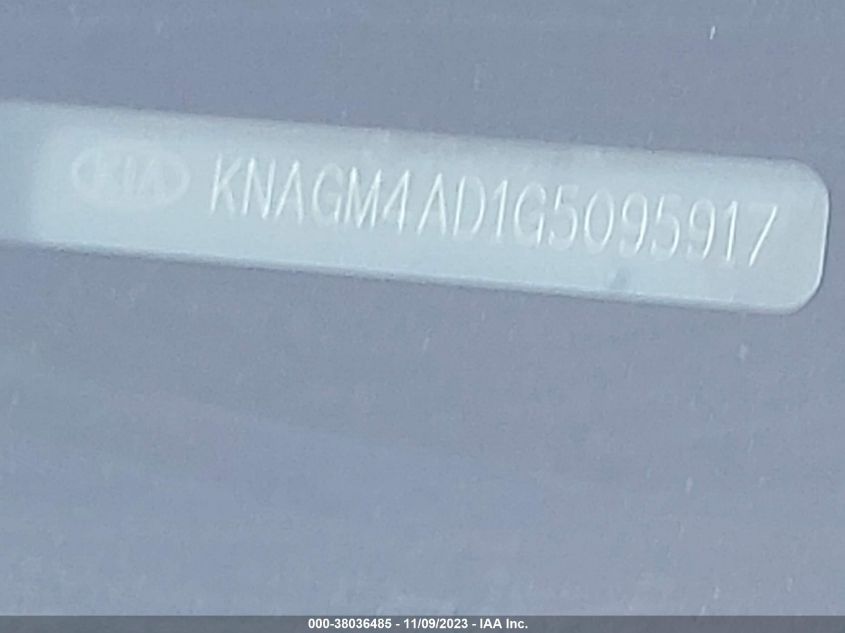 KIA KNAGM4AD1G5095917
000-38036485 - 11/09/2023 - IAA Inc.